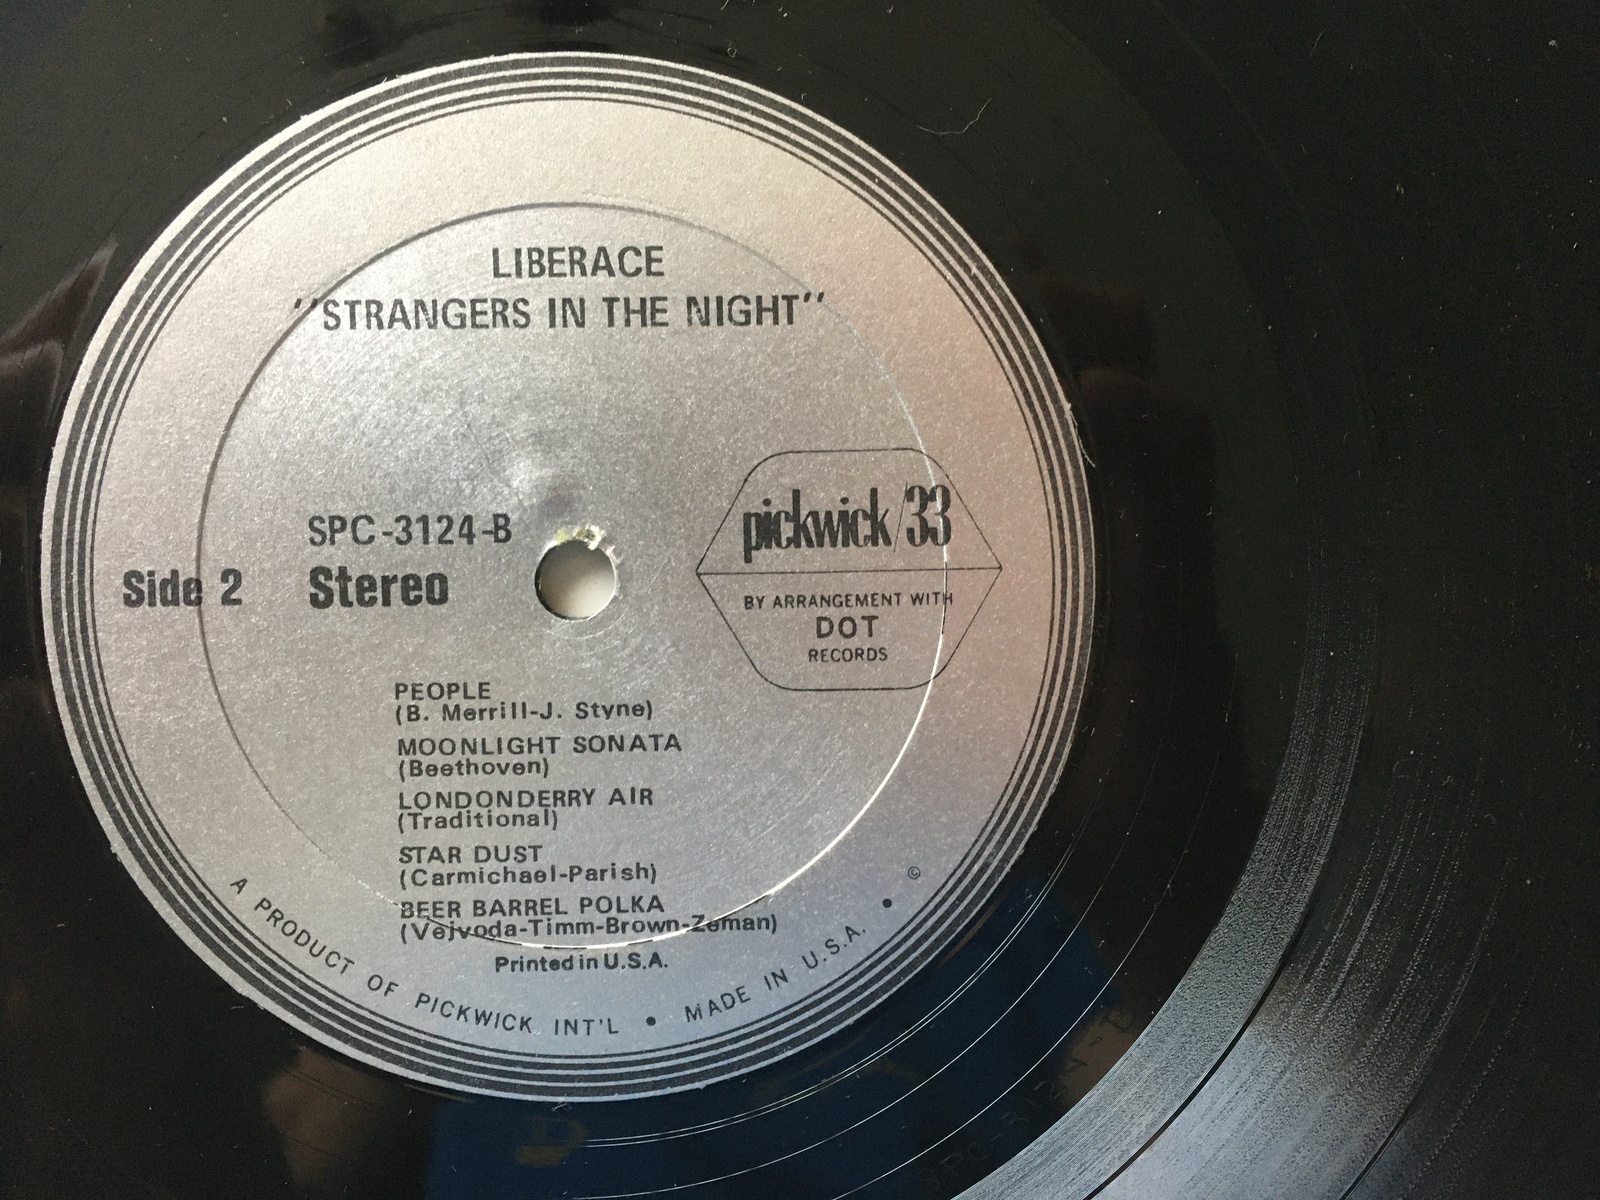 LIBERACE
"STRANGERS IN THE NIGHT"
SPC-3124-B
Side 2 Stereo
pickwick/33
BY ARRANGEMENT WITH
DOT
RECORDS
PEOPLE
(B. Merrill-J. Styne)
MOONLIGHT SONATA
(Beethoven)
LONDONDERRY AIR
(Traditional)
STAR DUST
(Carmichael-Parish)
BEER BARREL POLKA
(Vejvoda-Timm-Brown-Zeman)
Printed in U.S.A.
A PRODUCT OF PICKWICK INT'L • MADE IN U.S.A. • ©